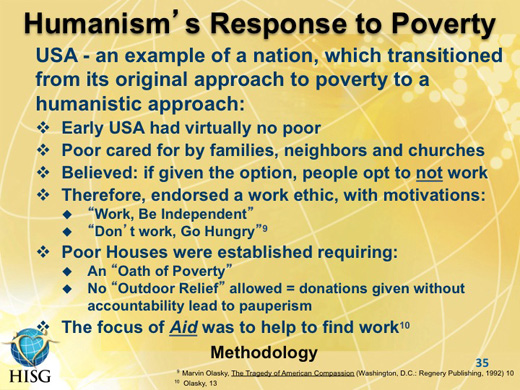 Humanism’s Response to Poverty
USA - an example of a nation, which transitioned
from its original approach to poverty to a
humanistic approach:
❖ Early USA had virtually no poor
❖ Poor cared for by families, neighbors and churches
❖ Believed: if given the option, people opt to not work
❖ Therefore, endorsed a work ethic, with motivations:
◆ “Work, Be Independent”
◆ “Don’t work, Go Hungry”9
❖ Poor Houses were established requiring:
◆ An “Oath of Poverty”
◆ No “Outdoor Relief” allowed = donations given without
accountability lead to pauperism
❖ The focus of Aid was to help to find work10
Methodology
35
9 Marvin Olasky, The Tragedy of American Compassion (Washington, D.C.: Regnery Publishing, 1992) 10
10 Olasky, 13
HISG